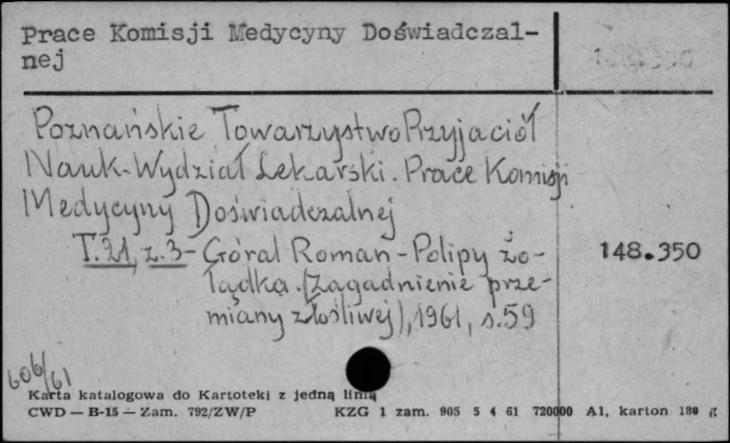 Prace Komisji Medycyny Doświadczal-
nej
Poznańskie Towarzystwo Przyjaciół
Nauk-Wydział Lekarski. Prace Komisji
Medycyny Doświadczalnej
T.21, z.3 - Góral Roman - Polipy żo-
łądka. (Zagadnienie prze-
miany złośliwej), 1961, s.59
148.350
606/61
Karta katalogowa do Kartoteki z jedną linią
CWD — B-15 — Zam. 792/ZW/P KZG 1 zam. 905 5 4 61 720000 A1, karton 180 g